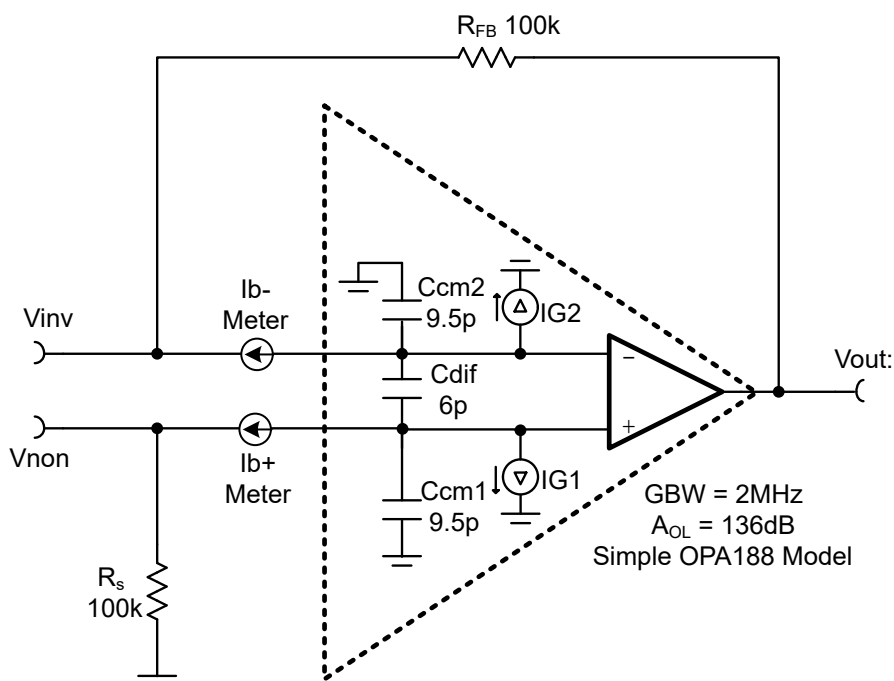 R_FB 100k
Vinv
Ib-
Meter
Ccm2
9.5p
IG2
Cdif
6p
−
+
Vout:
Vnon
Ib+
Meter
Ccm1
9.5p
IG1
R_s
100k
GBW = 2MHz
A_OL = 136dB
Simple OPA188 Model